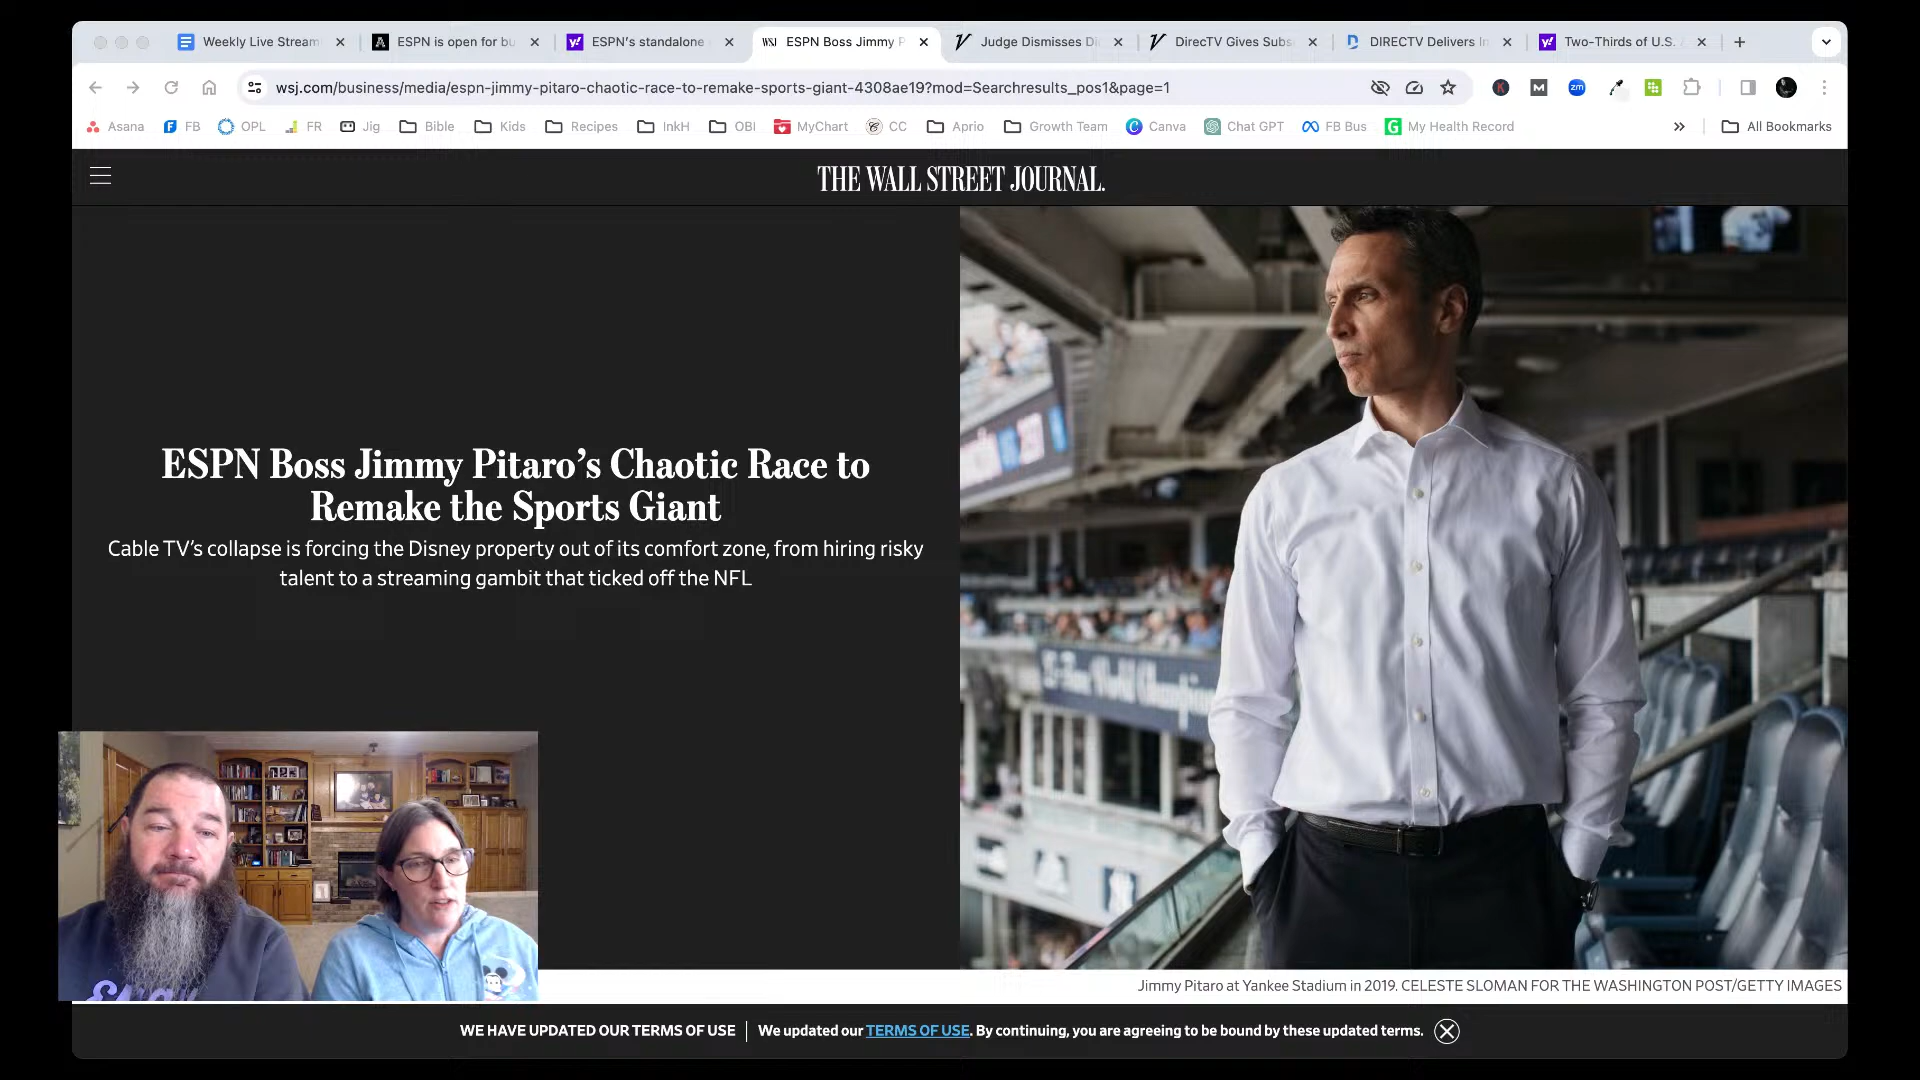 Weekly Live Stream
ESPN is open for bu
ESPN's standalone
WSJ ESPN Boss Jimmy P
Judge Dismisses Di
DirecTV Gives Subs
DIRECTV Delivers In
Two-Thirds of U.S.
wsj.com/business/media/espn-jimmy-pitaro-chaotic-race-to-remake-sports-giant-4308ae19?mod=Searchresults_pos1&page=1
Asana
FB
OPL
FR
Jig
Bible
Kids
Recipes
InkH
OBI
MyChart
CC
Aprio
Growth Team
Canva
Chat GPT
FB Bus
My Health Record
All Bookmarks
THE WALL STREET JOURNAL.
ESPN Boss Jimmy Pitaro’s Chaotic Race to
Remake the Sports Giant
Cable TV’s collapse is forcing the Disney property out of its comfort zone, from hiring risky
talent to a streaming gambit that ticked off the NFL
Jimmy Pitaro at Yankee Stadium in 2019. CELESTE SLOMAN FOR THE WASHINGTON POST/GETTY IMAGES
WE HAVE UPDATED OUR TERMS OF USE
We updated our TERMS OF USE. By continuing, you are agreeing to be bound by these updated terms.